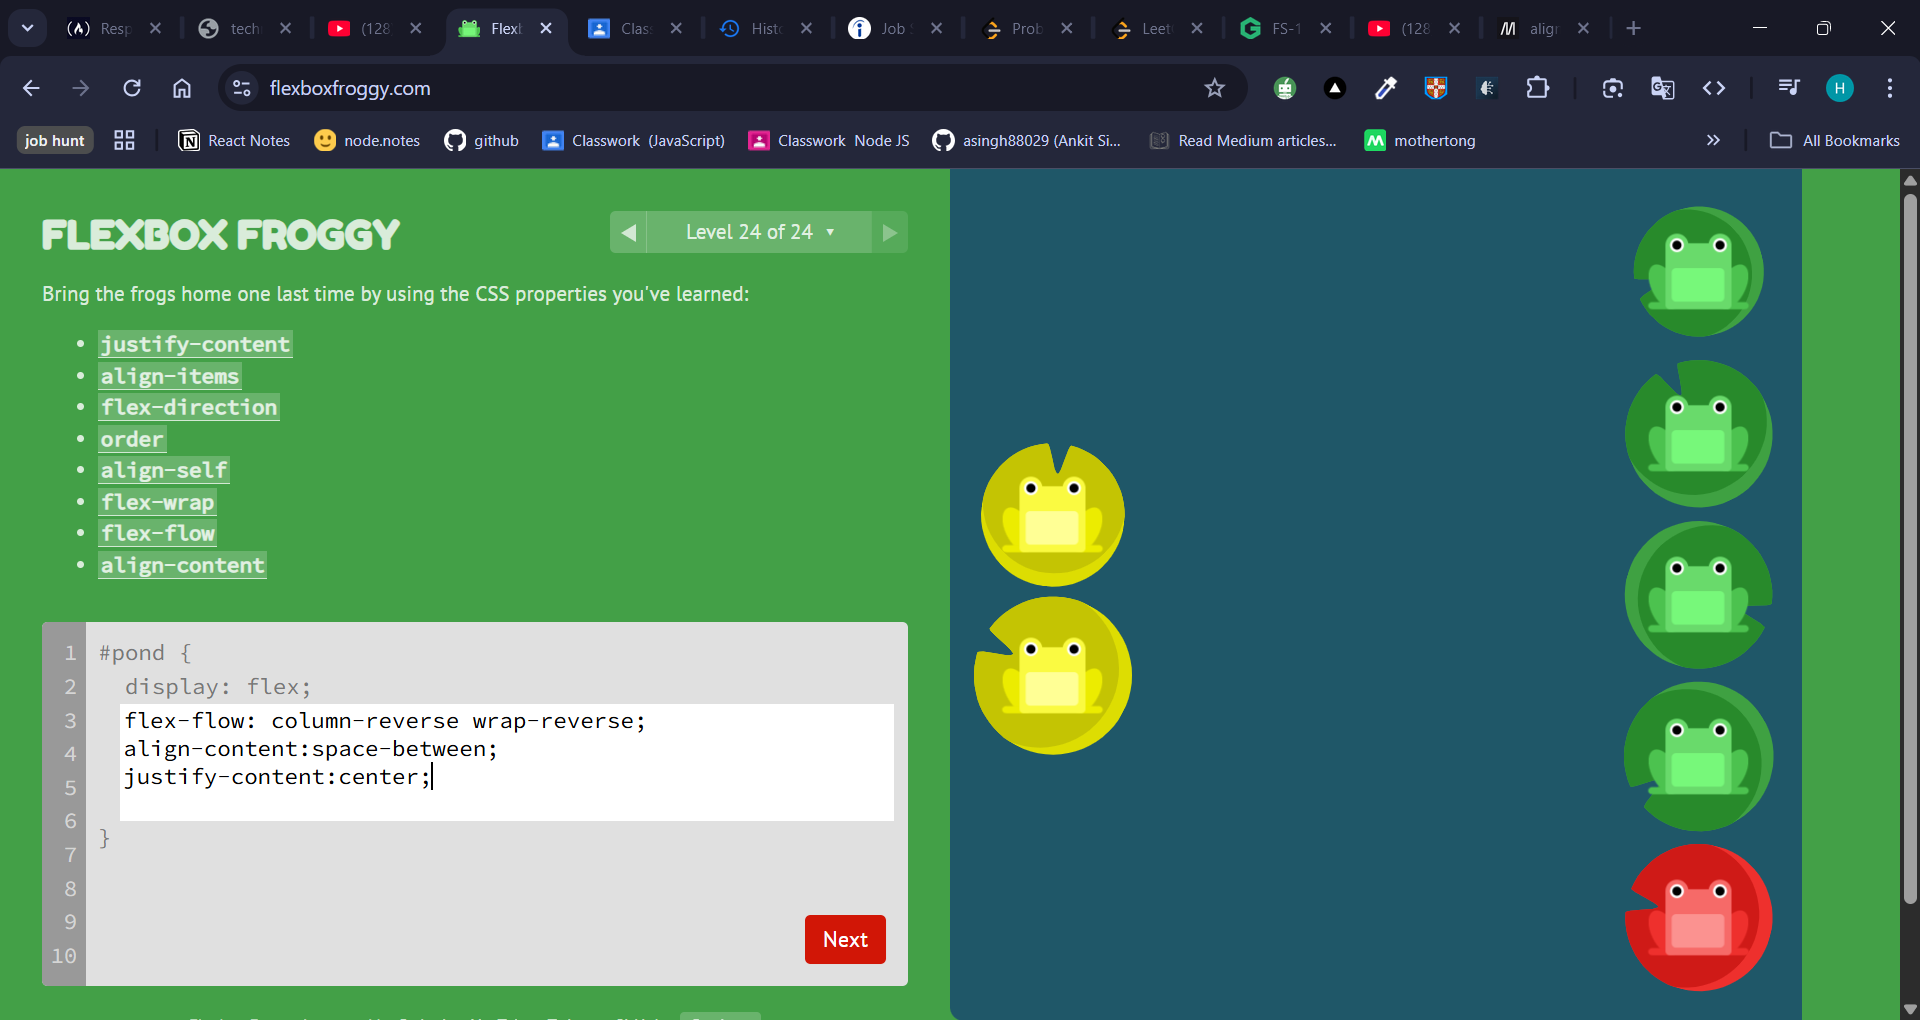 Resp
tech
(128
Flexb
Class
Histo
Job
Prob
Leet
FS-1
(128
align
flexboxfroggy.com
H
job hunt
React Notes
node.notes
github
Classwork (JavaScript)
Classwork Node JS
asingh88029 (Ankit Si...
Read Medium articles...
mothertong
All Bookmarks
FLEXBOX FROGGY
Level 24 of 24
Bring the frogs home one last time by using the CSS properties you've learned:
justify-content
align-items
flex-direction
order
align-self
flex-wrap
flex-flow
align-content
1 #pond {
2 display: flex;
3 flex-flow: column-reverse wrap-reverse;
4 align-content:space-between;
5 justify-content:center;
6
7 }
8
9
10
Next